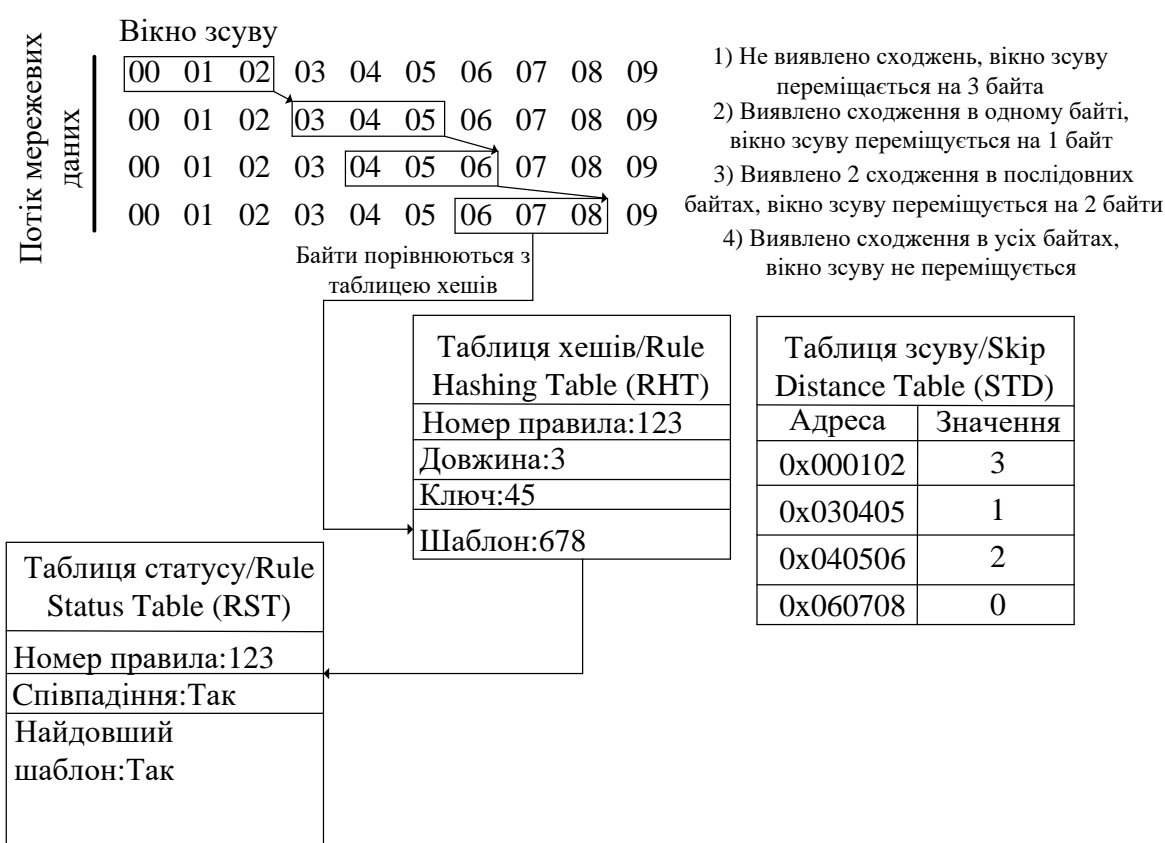 Вікно зсуву
Потік мережевих
даних
00 01 02 03 04 05 06 07 08 09
00 01 02 03 04 05 06 07 08 09
00 01 02 03 04 05 06 07 08 09
00 01 02 03 04 05 06 07 08 09
1) Не виявлено сходжень, вікно зсуву
переміщається на 3 байта
2) Виявлено сходження в одному байті,
вікно зсуву переміщується на 1 байт
3) Виявлено 2 сходження в послідовних
байтах, вікно зсуву переміщується на 2 байти
4) Виявлено сходження в усіх байтах,
вікно зсуву не переміщується
Байти порівнюються з
таблицею хешів
Таблиця хешів/Rule
Hashing Table (RHT)
Номер правила:123
Довжина:3
Ключ:45
Шаблон:678
Таблиця зсуву/Skip
Distance Table (STD)
Адреса Значення
0x000102 3
0x030405 1
0x040506 2
0x060708 0
Таблиця статусу/Rule
Status Table (RST)
Номер правила:123
Співпадіння:Так
Найдовший
шаблон:Так